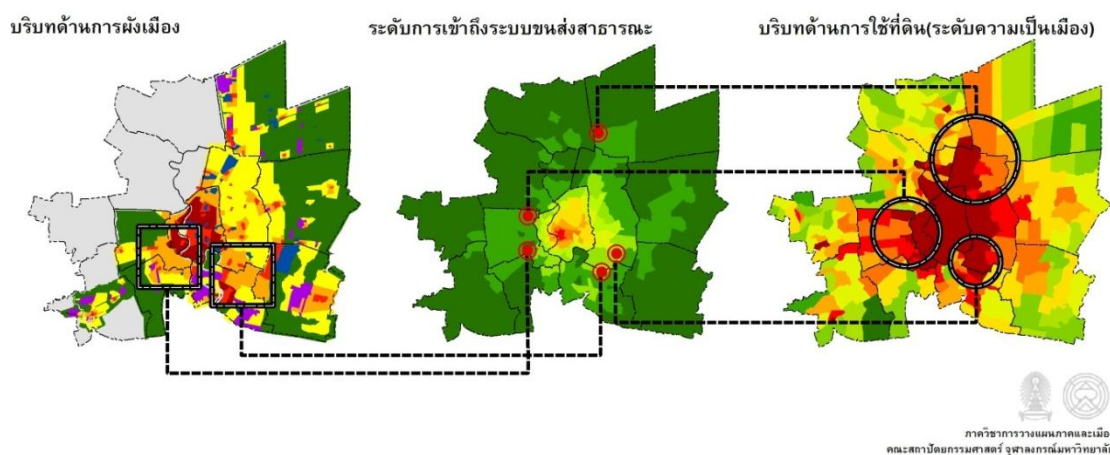 บริบทด้านการผังเมือง
ระดับการเข้าถึงระบบขนส่งสาธารณะ
บริบทด้านการใช้ที่ดิน(ระดับความเป็นเมือง)
ภาควิชาการวางแผนภาคและเมือ
คณะสถาปัตยกรรมศาสตร์ จุฬาลงกรณ์มหาวิทยาลั